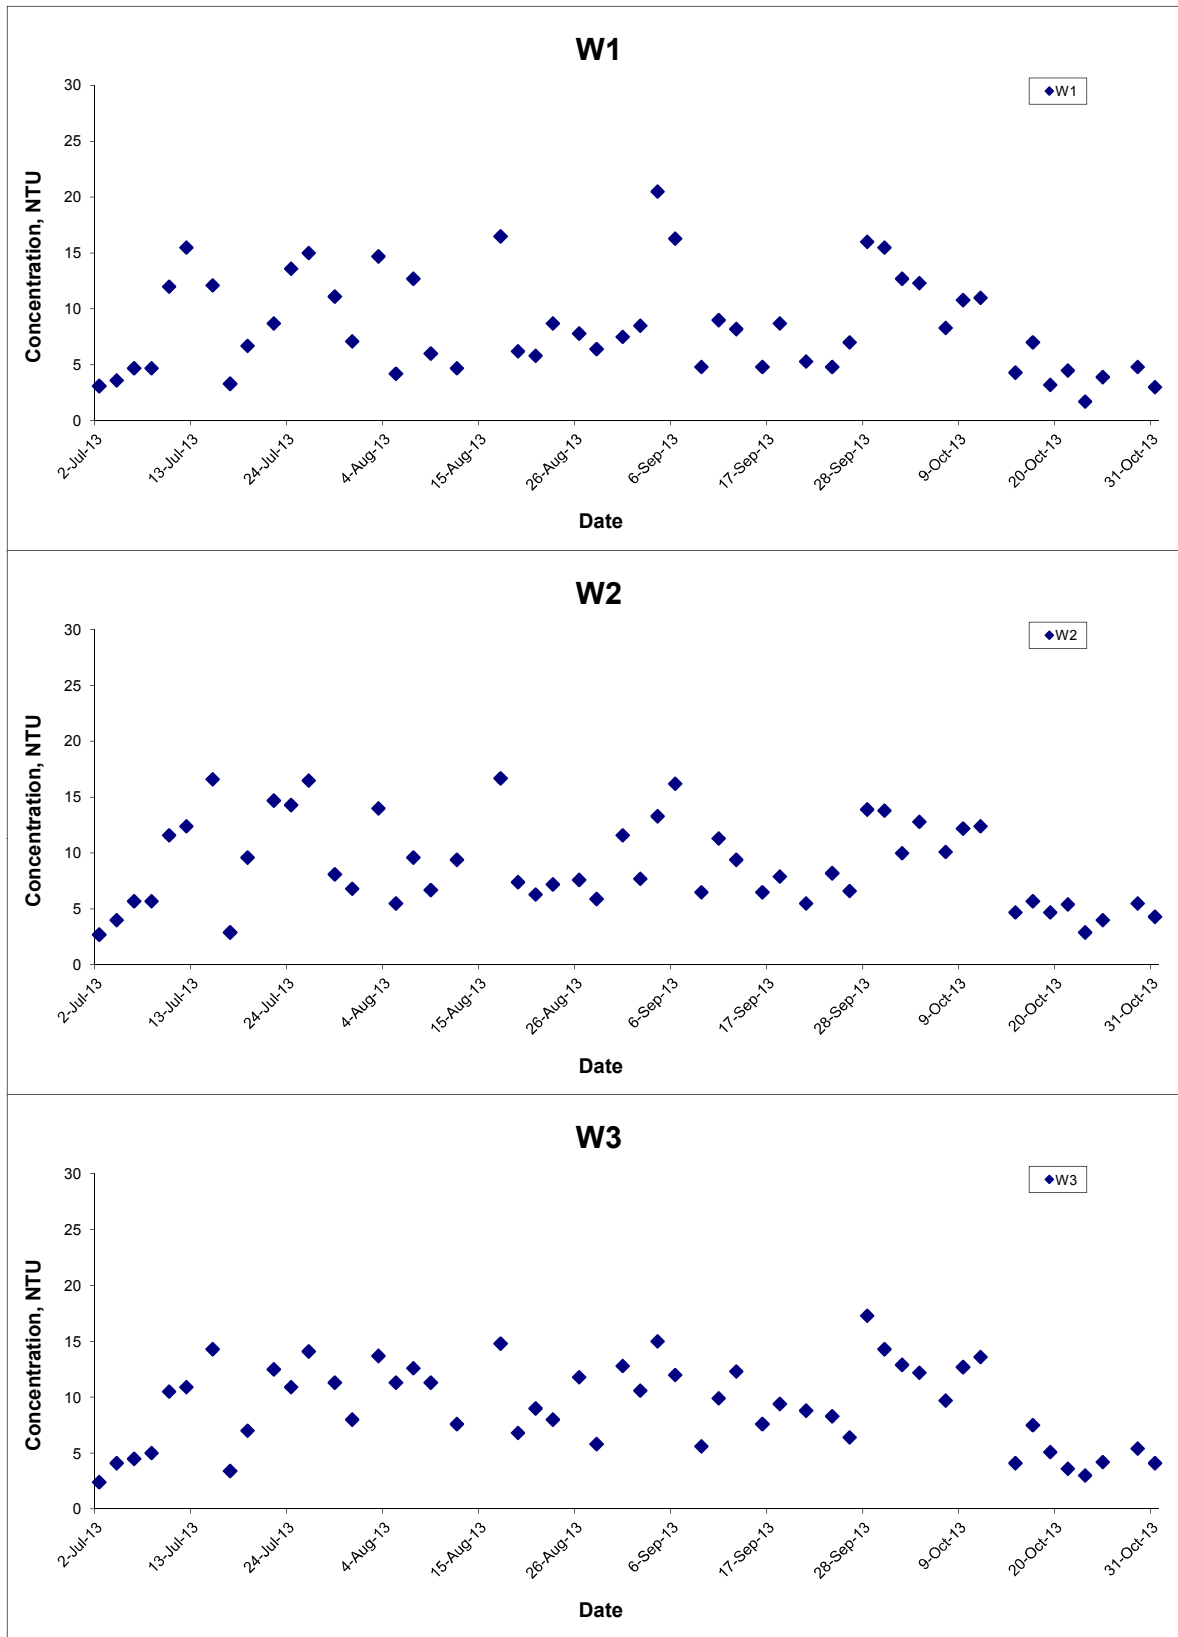 W1
W1
Concentration, NTU
30
25
20
15
10
5
0
2-Jul-13
13-Jul-13
24-Jul-13
4-Aug-13
15-Aug-13
26-Aug-13
6-Sep-13
17-Sep-13
28-Sep-13
9-Oct-13
20-Oct-13
31-Oct-13
Date
W2
W2
Concentration, NTU
30
25
20
15
10
5
0
2-Jul-13
13-Jul-13
24-Jul-13
4-Aug-13
15-Aug-13
26-Aug-13
6-Sep-13
17-Sep-13
28-Sep-13
9-Oct-13
20-Oct-13
31-Oct-13
Date
W3
W3
Concentration, NTU
30
25
20
15
10
5
0
2-Jul-13
13-Jul-13
24-Jul-13
4-Aug-13
15-Aug-13
26-Aug-13
6-Sep-13
17-Sep-13
28-Sep-13
9-Oct-13
20-Oct-13
31-Oct-13
Date